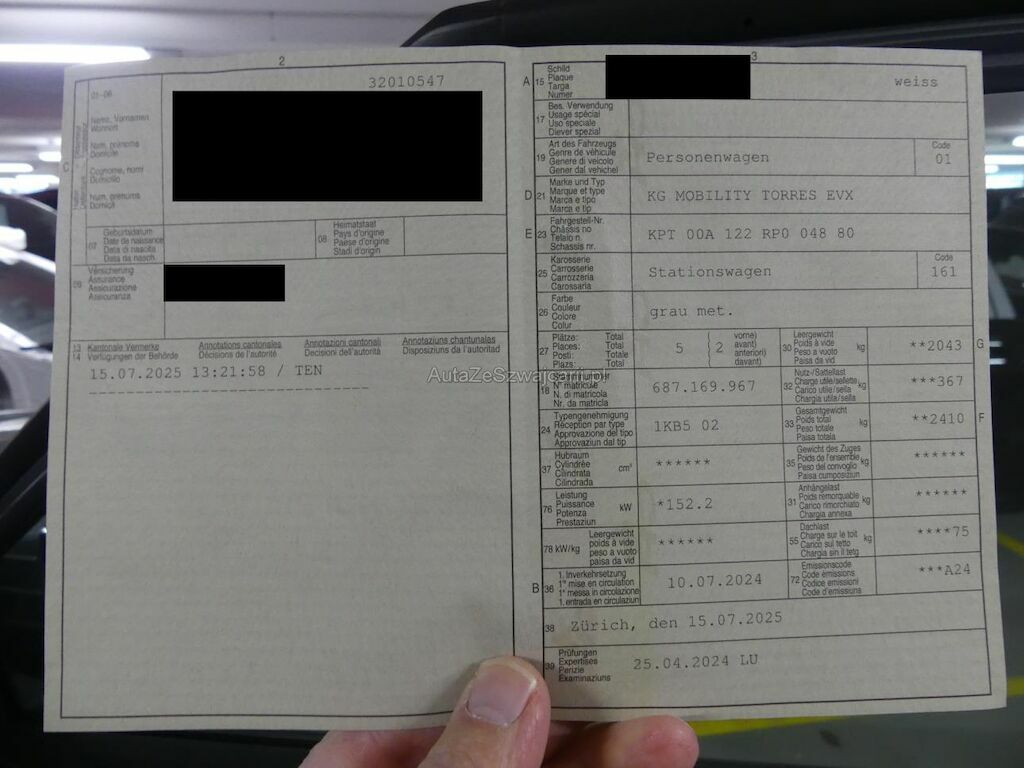 2
32010547
01-06
Name, Vornamen
Wohnort
Nom, prénoms
Domicile
Cognome, nomi
Domicilio
Num, prenums
Domicil
C
07 Geburtsdatum
Date de naissance
Data di nascita
Data da nasch.
08 Heimatstaat
Pays d'origine
Paese d'origine
Stadi d'origin
09 Versicherung
Assurance
Assicurazione
Assicuranza
13 Kantonale Vermerke Annotations cantonales Annotazioni cantonali Annotaziuns chantunalas
14 Verfügungen der Behörde Décisions de l'autorité Decisioni dell'autorità Disposiziuns da l'autoritad
15.07.2025 13:21:58 / TEN
AutaZeSzwajcarii.pl
3
A 15 Schild
Plaque
Targa
Numer
weiss
17 Bes. Verwendung
Usage spécial
Uso speciale
Diever spezial
19 Art des Fahrzeugs
Genre de véhicule
Genere di veicolo
Gener dal vehichel
Personenwagen
Code
01
D 21 Marke und Typ
Marque et type
Marca e tipo
Marca e tip
KG MOBILITY TORRES EVX
E 23 Fahrgestell-Nr.
Châssis no
Telaio n.
Schassis nr.
KPT 00A 122 RP0 048 80
25 Karosserie
Carrosserie
Carrozzeria
Carossaria
Stationswagen
Code
161
26 Farbe
Couleur
Colore
Colur
grau met.
27 Plätze: Total
Places: Total
Posti: Totale
Plazs: Total
5 { 2 vorne)
avant)
anteriori)
davant)
30 Leergewicht
Poids à vide
Peso a vuoto
Paisa da vid
kg
**2043
G
18
N° matricule
N. di matricola
Nr. da matricla
687.169.967
32 Nutz-/Sattellast
Charge utile/sellette
Carico utile/sella
Chargia utila/sella
kg
***367
24 Typengenehmigung
Réception par type
Approvazione del tipo
Approvaziun dal tip
1KB5 02
33 Gesamtgewicht
Poids total
Peso totale
Paisa totala
kg
**2410
F
37 Hubraum
Cylindrée
Cilindrata
Cilindrada
cm³
******
35 Gewicht des Zuges
Poids de l'ensemble
Peso del convoglio
Paisa cumposiziun
kg
******
76 Leistung
Puissance
Potenza
Prestaziun
kW
*152.2
31 Anhängelast
Poids remorquable
Carico rimorchiato
Chargia annexa
kg
******
78 kW/kg Leergewicht
poids à vide
peso a vuoto
paisa da vid
******
55 Dachlast
Charge sur le toit
Carico sul tetto
Chargia sin il tetg
kg
****75
B 36 1. Inverkehrsetzung
1re mise en circulation
1a messa in circolazione
1. entrada en circulaziun
10.07.2024
72 Emissionscode
Code émissions
Codice emissioni
Code d'emissiuns
***A24
38 Zürich, den 15.07.2025
39 Prüfungen
Expertises
Perizie
Examinaziuns
25.04.2024 LU